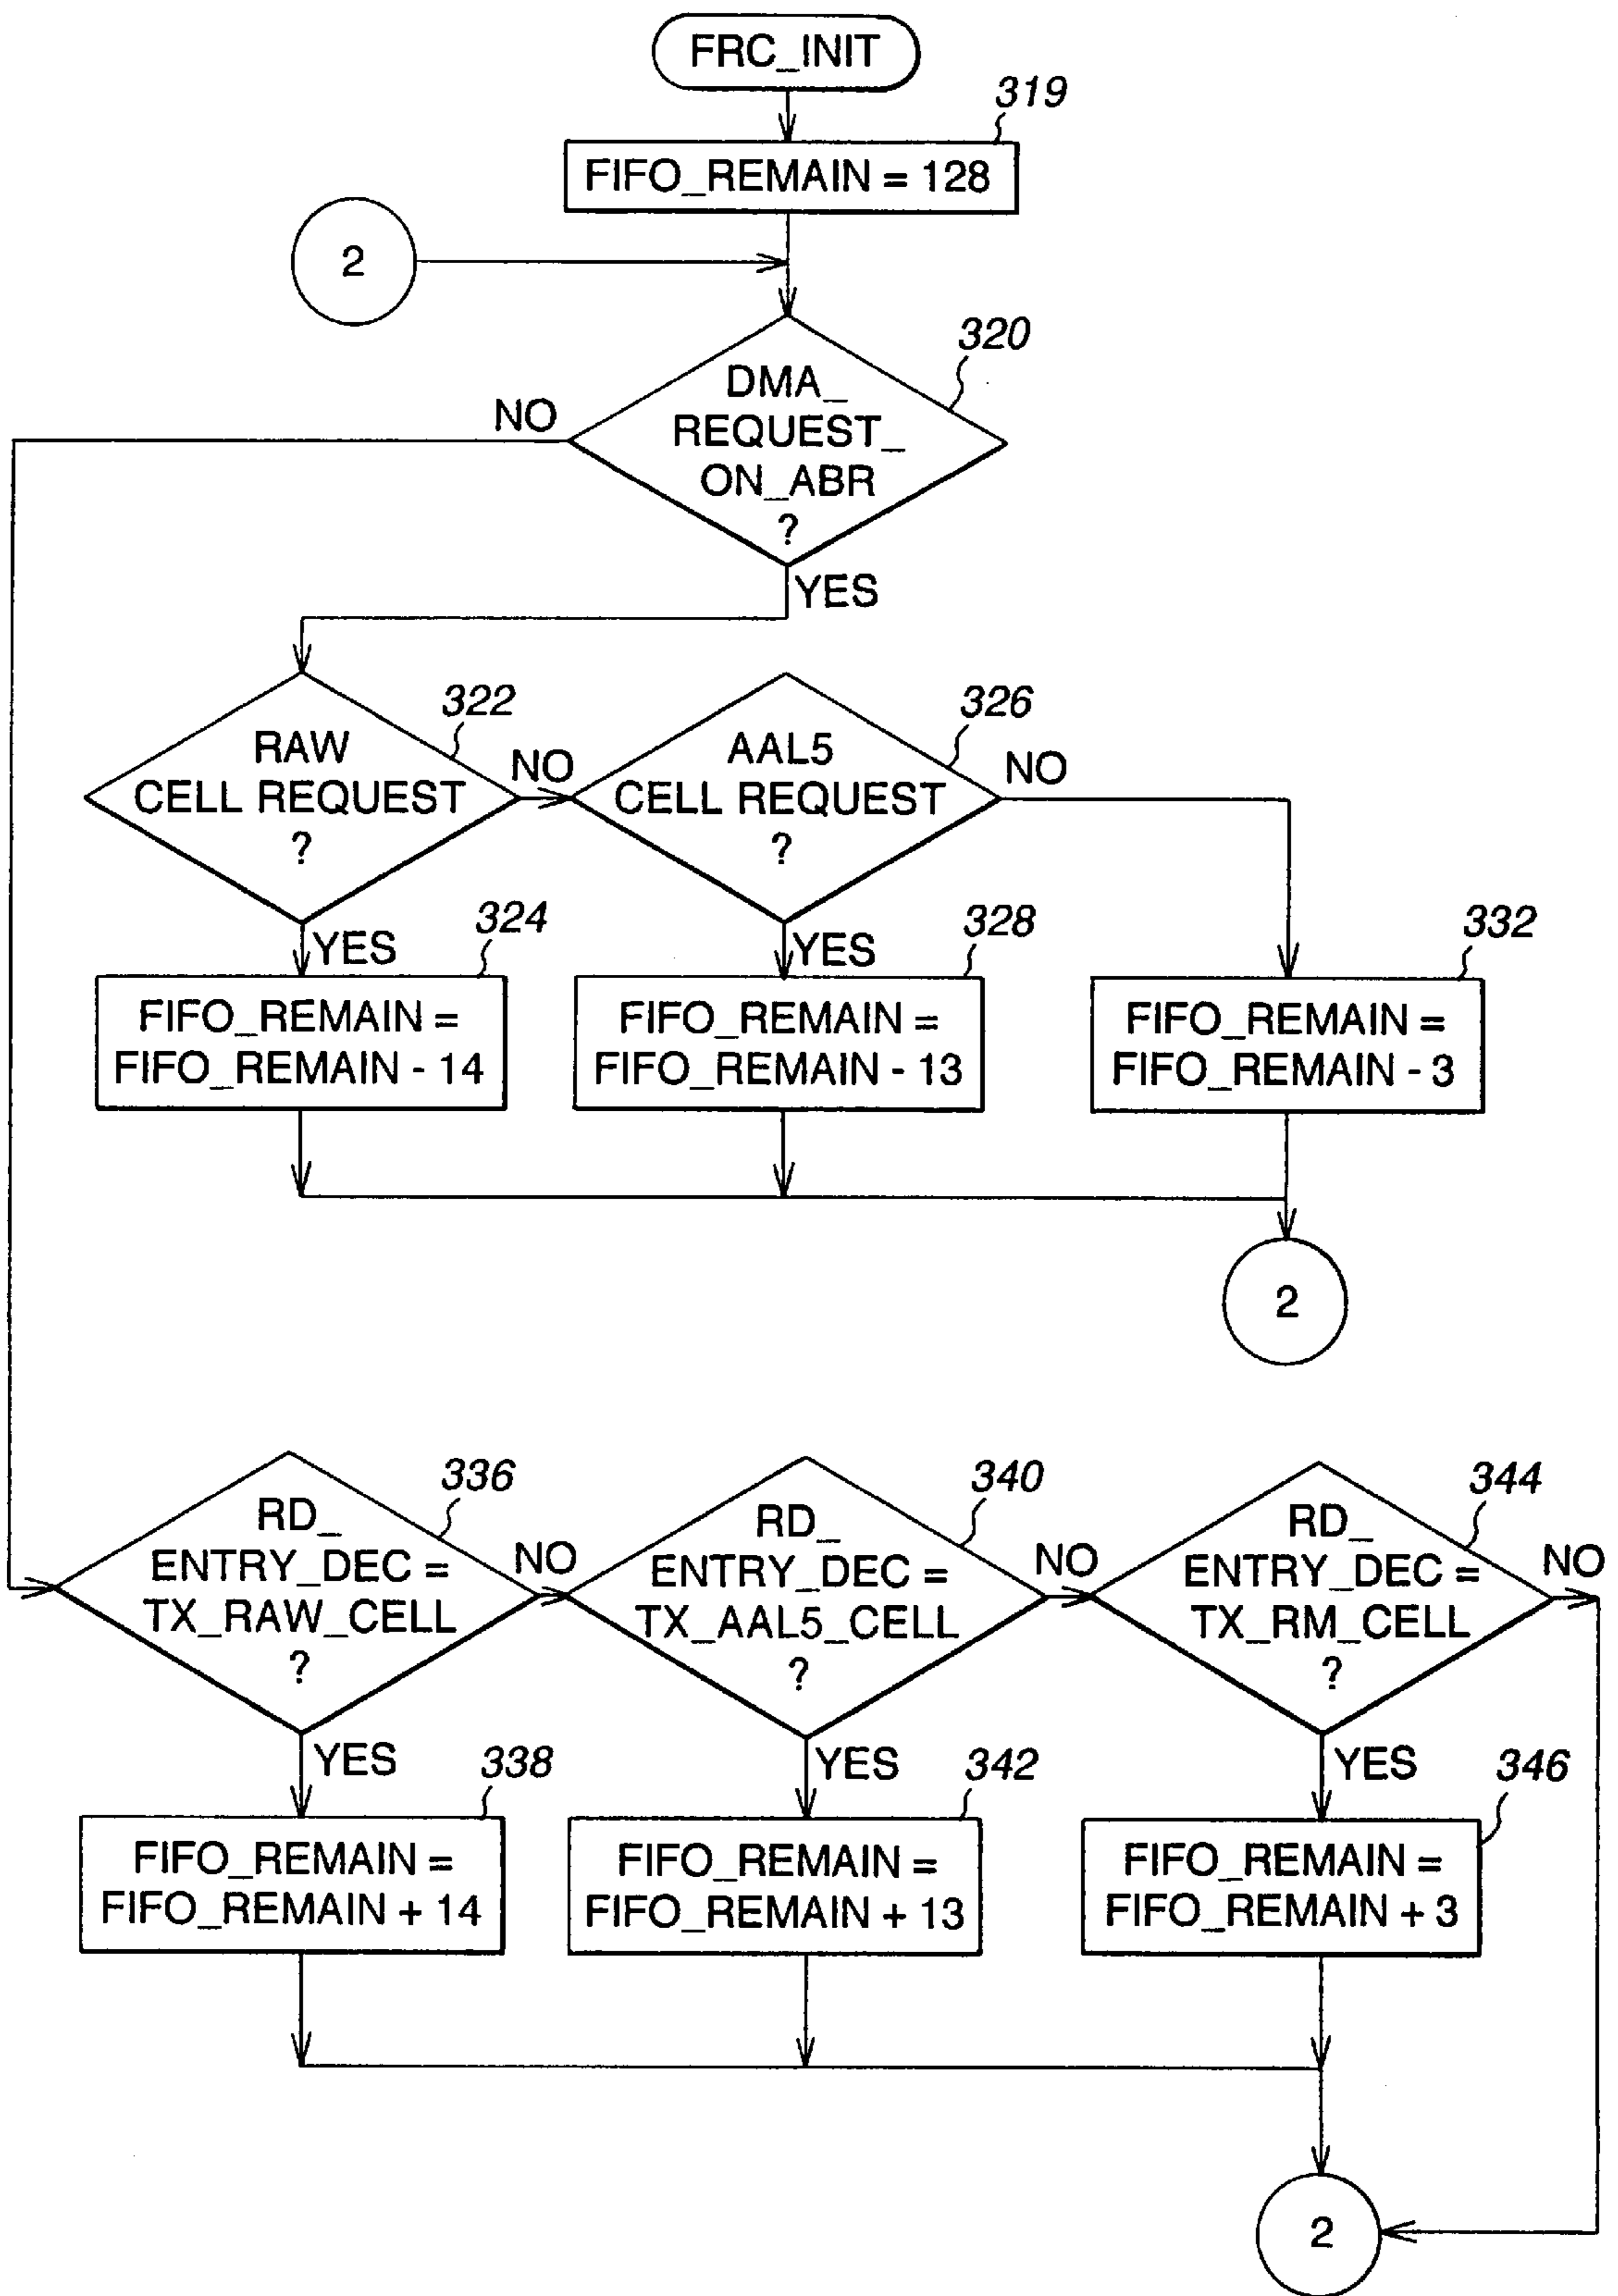 FRC_INIT
319
FIFO_REMAIN = 128
2
320
DMA_
REQUEST_
ON_ABR
?
NO
YES
322
RAW
CELL REQUEST
?
NO
326
AAL5
CELL REQUEST
?
NO
YES
324
YES
328
332
FIFO_REMAIN =
FIFO_REMAIN - 14
FIFO_REMAIN =
FIFO_REMAIN - 13
FIFO_REMAIN =
FIFO_REMAIN - 3
2
336
RD_
ENTRY_DEC =
TX_RAW_CELL
?
NO
340
RD_
ENTRY_DEC =
TX_AAL5_CELL
?
NO
344
RD_
ENTRY_DEC =
TX_RM_CELL
?
NO
YES
338
YES
342
YES
346
FIFO_REMAIN =
FIFO_REMAIN + 14
FIFO_REMAIN =
FIFO_REMAIN + 13
FIFO_REMAIN =
FIFO_REMAIN + 3
2